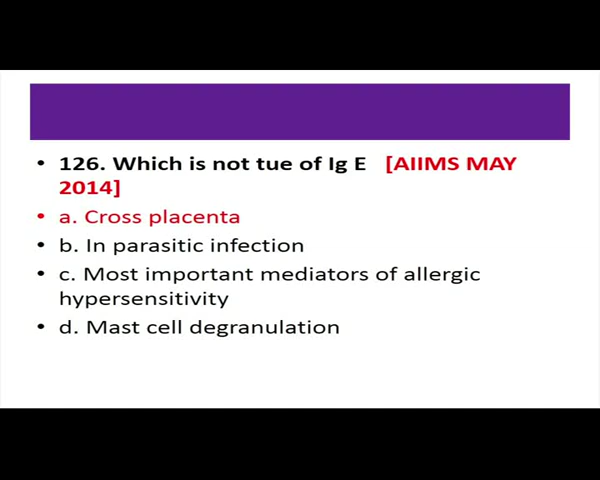 • 126. Which is not tue of Ig E [AIIMS MAY
2014]
• a. Cross placenta
• b. In parasitic infection
• c. Most important mediators of allergic
hypersensitivity
• d. Mast cell degranulation